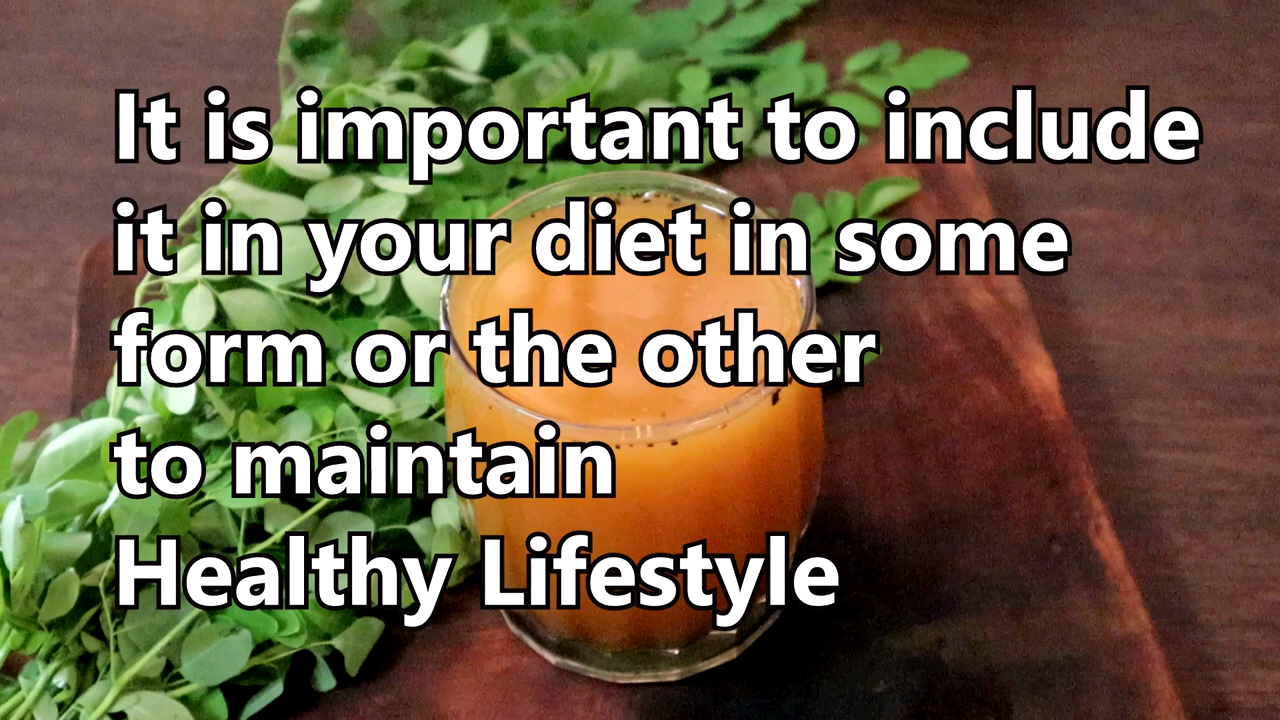 It is important to include
it in your diet in some
form or the other
to maintain
Healthy Lifestyle